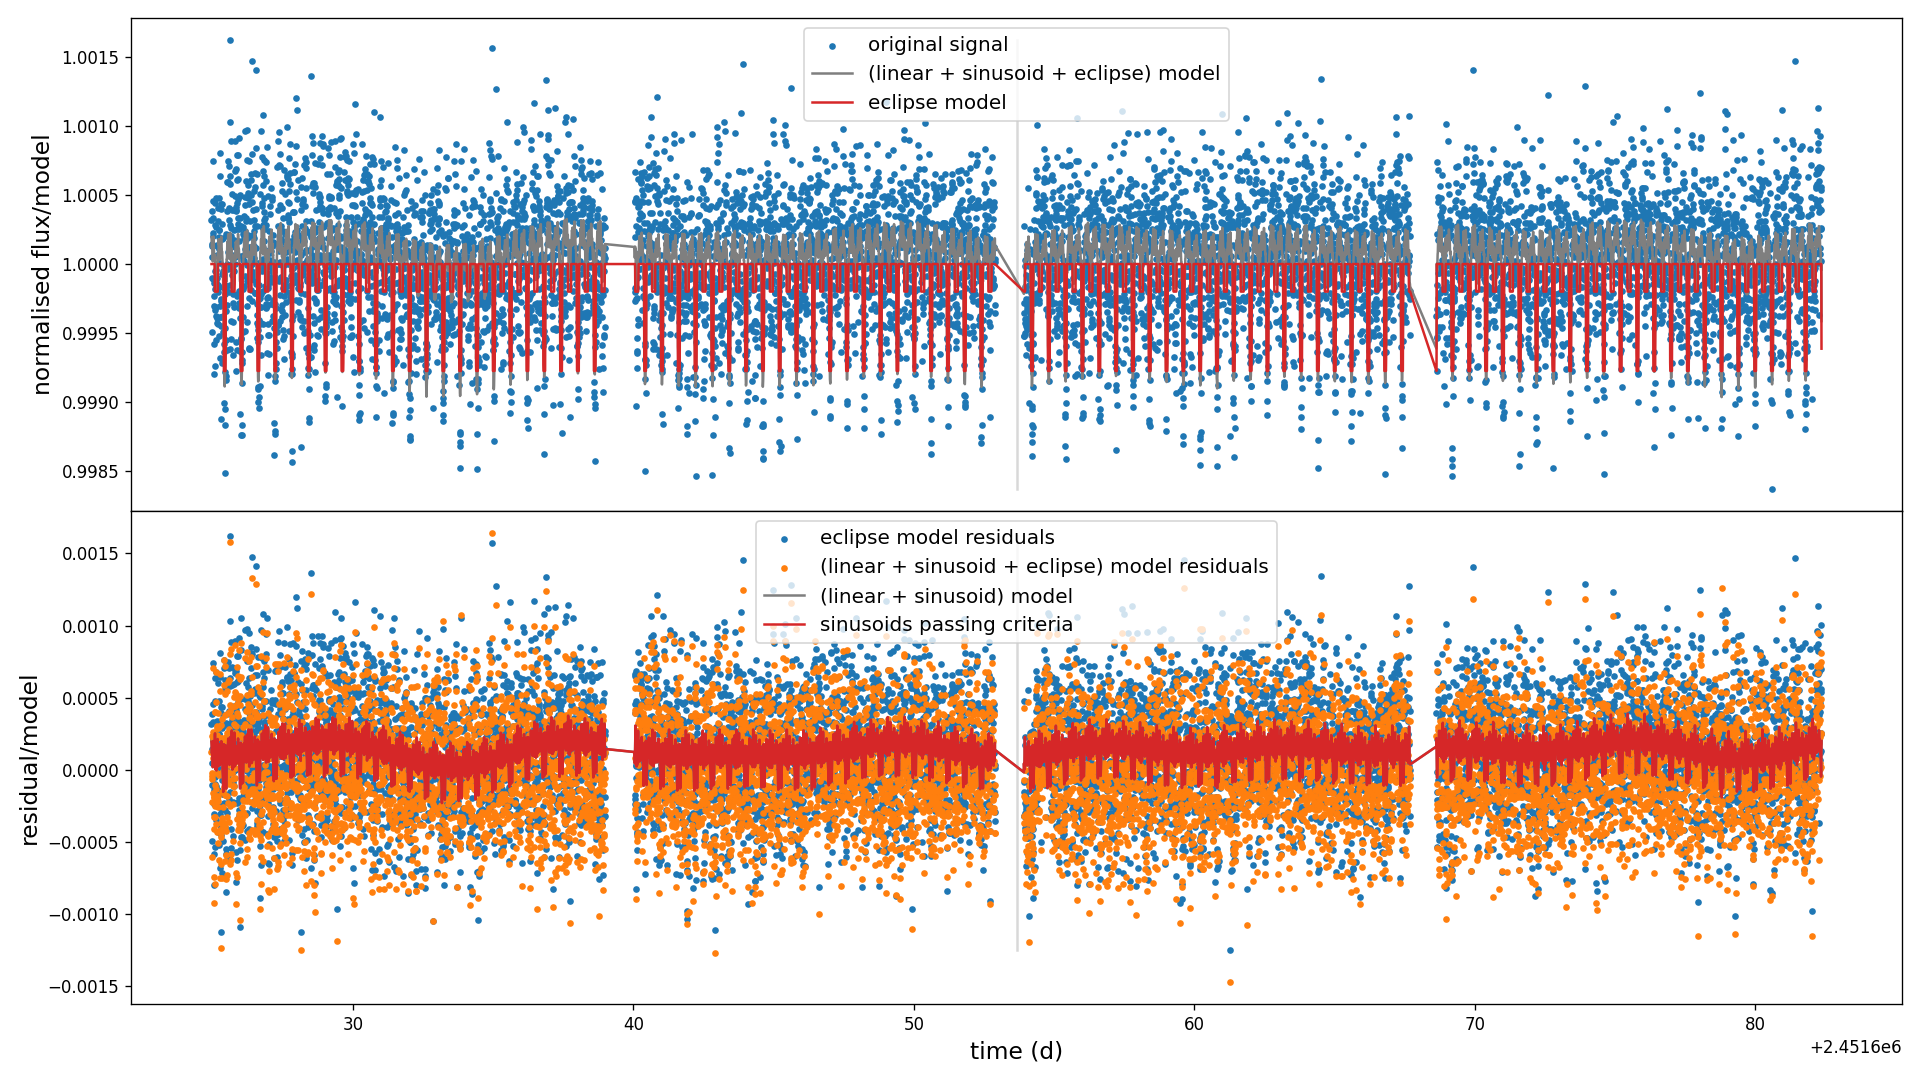 original signal
(linear + sinusoid + eclipse) model
eclipse model
1.0015
1.0010
1.0005
1.0000
0.9995
0.9990
0.9985
normalised flux/model
eclipse model residuals
(linear + sinusoid + eclipse) model residuals
(linear + sinusoid) model
sinusoids passing criteria
0.0015
0.0010
0.0005
0.0000
−0.0005
−0.0010
−0.0015
residual/model
30 40 50 60 70 80
time (d)
+2.4516e6